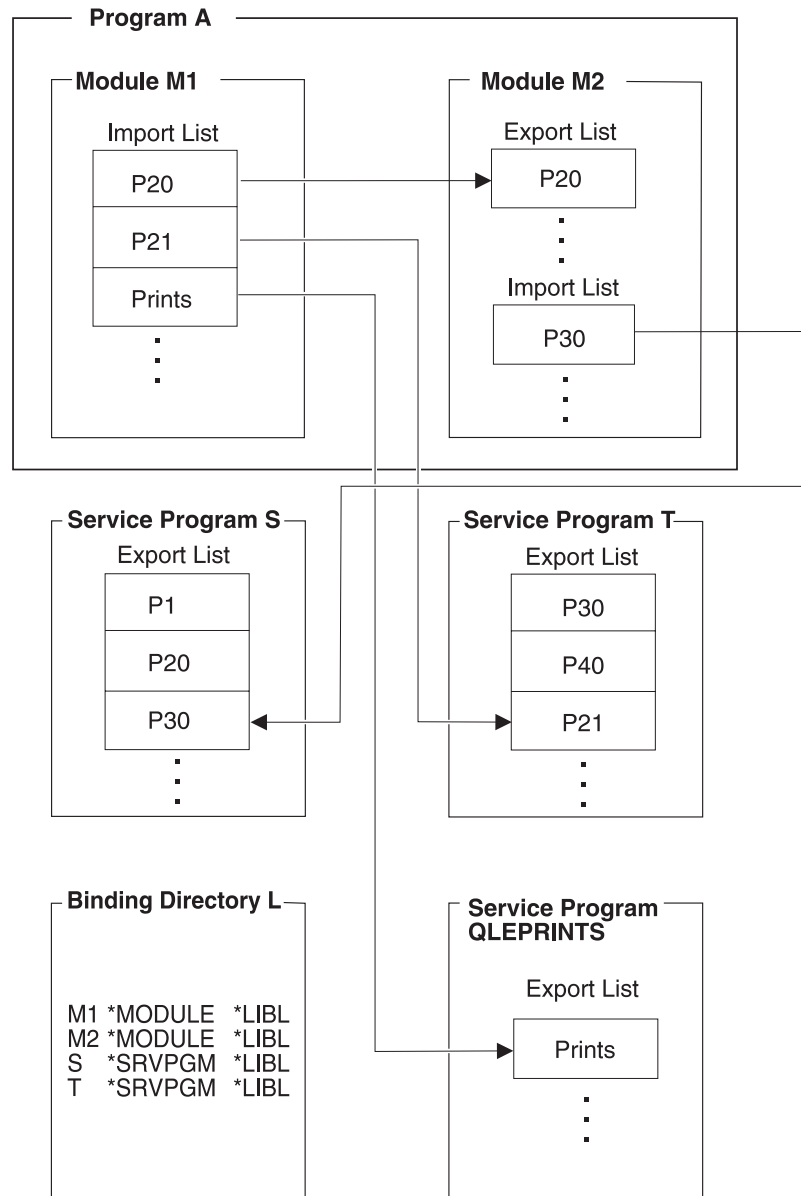 Program A
Module M1
Import List
P20
P21
Prints
Module M2
Export List
P20
Import List
P30
Service Program S
Export List
P1
P20
P30
Service Program T
Export List
P30
P40
P21
Binding Directory L
M1 *MODULE *LIBL
M2 *MODULE *LIBL
S *SRVPGM *LIBL
T *SRVPGM *LIBL
Service Program
QLEPRINTS
Export List
Prints